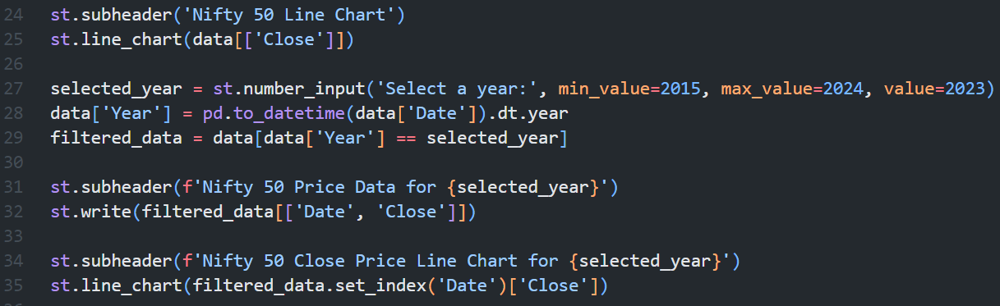 24 st.subheader('Nifty 50 Line Chart')
25 st.line_chart(data[['Close']])
26
27 selected_year = st.number_input('Select a year:', min_value=2015, max_value=2024, value=2023)
28 data['Year'] = pd.to_datetime(data['Date']).dt.year
29 filtered_data = data[data['Year'] == selected_year]
30
31 st.subheader(f'Nifty 50 Price Data for {selected_year}')
32 st.write(filtered_data[['Date', 'Close']])
33
34 st.subheader(f'Nifty 50 Close Price Line Chart for {selected_year}')
35 st.line_chart(filtered_data.set_index('Date')['Close'])